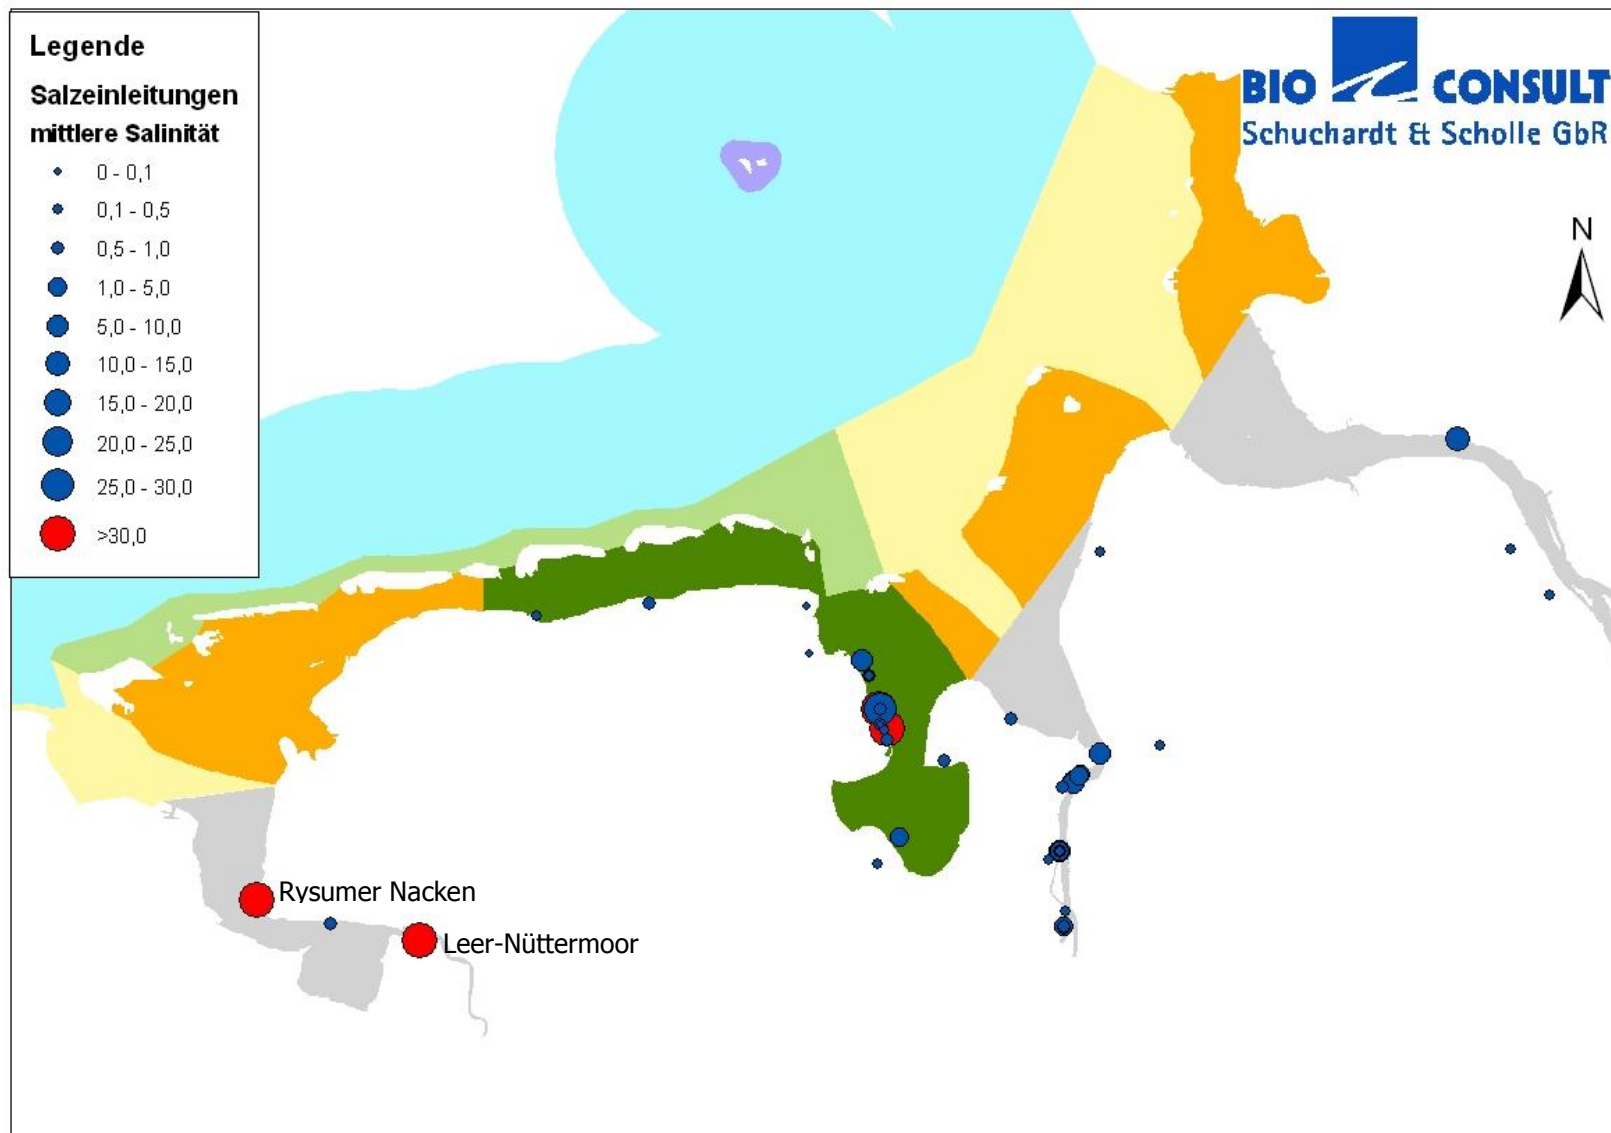 Legende
Salzeinleitungen
mittlere Salinität
0 - 0,1
0,1 - 0,5
0,5 - 1,0
1,0 - 5,0
5,0 - 10,0
10,0 - 15,0
15,0 - 20,0
20,0 - 25,0
25,0 - 30,0
>30,0
BIO CONSULT
Schuchardt & Scholle GbR
N
Rysumer Nacken
Leer-Nüttermoor